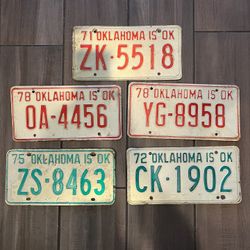 71 OKLAHOMA IS OK
ZK-5518
78 OKLAHOMA IS OK
OA-4456
78 OKLAHOMA IS OK
YG-8958
75 OKLAHOMA IS OK
ZS-8463
72 OKLAHOMA IS OK
CK-1902